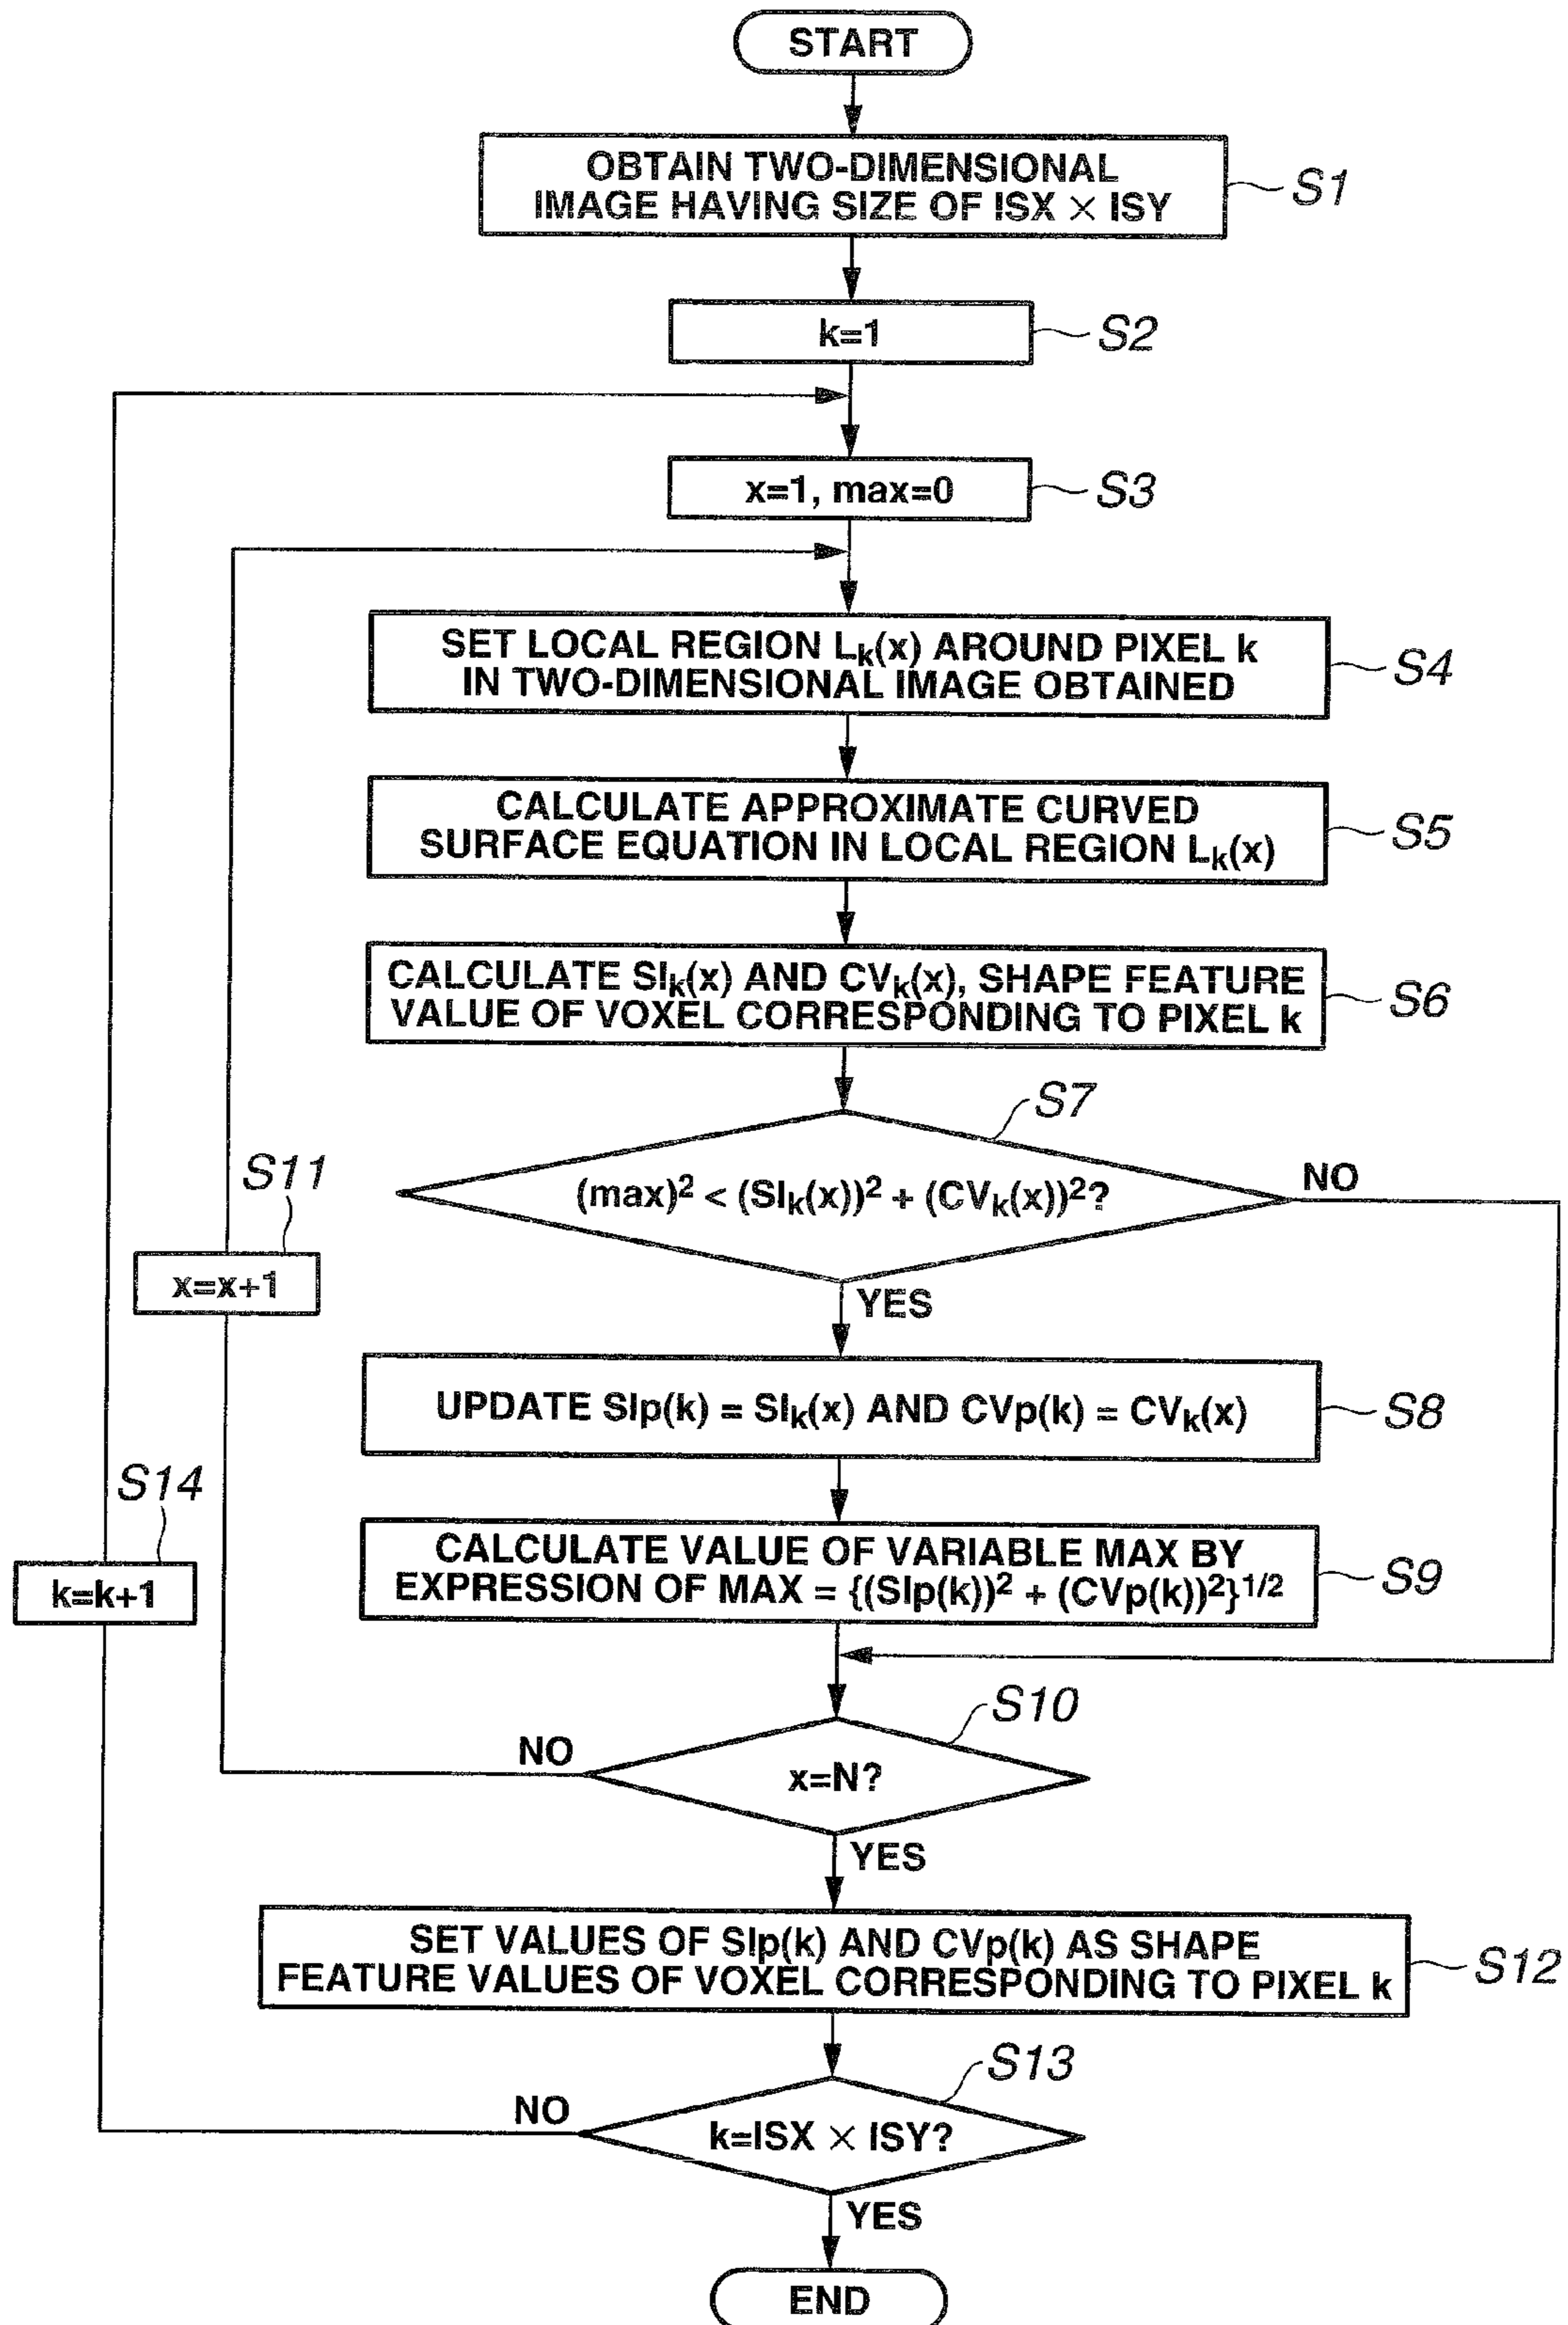 START
OBTAIN TWO-DIMENSIONAL
IMAGE HAVING SIZE OF ISX × ISY
S1
k=1
S2
x=1, max=0
S3
SET LOCAL REGION Lk(x) AROUND PIXEL k
IN TWO-DIMENSIONAL IMAGE OBTAINED
S4
CALCULATE APPROXIMATE CURVED
SURFACE EQUATION IN LOCAL REGION Lk(x)
S5
CALCULATE SIk(x) AND CVk(x), SHAPE FEATURE
VALUE OF VOXEL CORRESPONDING TO PIXEL k
S6
S7
(max)² < (SIk(x))² + (CVk(x))²?
NO
YES
S11
x=x+1
UPDATE SIp(k) = SIk(x) AND CVp(k) = CVk(x)
S8
S14
k=k+1
CALCULATE VALUE OF VARIABLE MAX BY
EXPRESSION OF MAX = {(SIp(k))² + (CVp(k))²}^1/2
S9
S10
NO
x=N?
YES
SET VALUES OF SIp(k) AND CVp(k) AS SHAPE
FEATURE VALUES OF VOXEL CORRESPONDING TO PIXEL k
S12
S13
NO
k=ISX × ISY?
YES
END